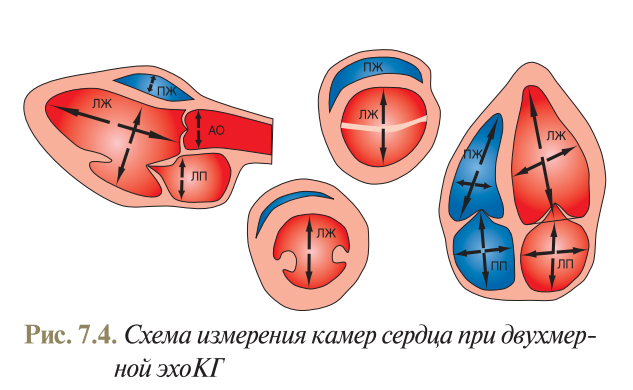 ПЖ
ЛЖ
АО
ЛП
ПЖ
ЛЖ
ЛЖ
ПЖ
ЛЖ
ПП
ЛП
Рис. 7.4. Схема измерения камер сердца при двухмер-
ной эхоКГ